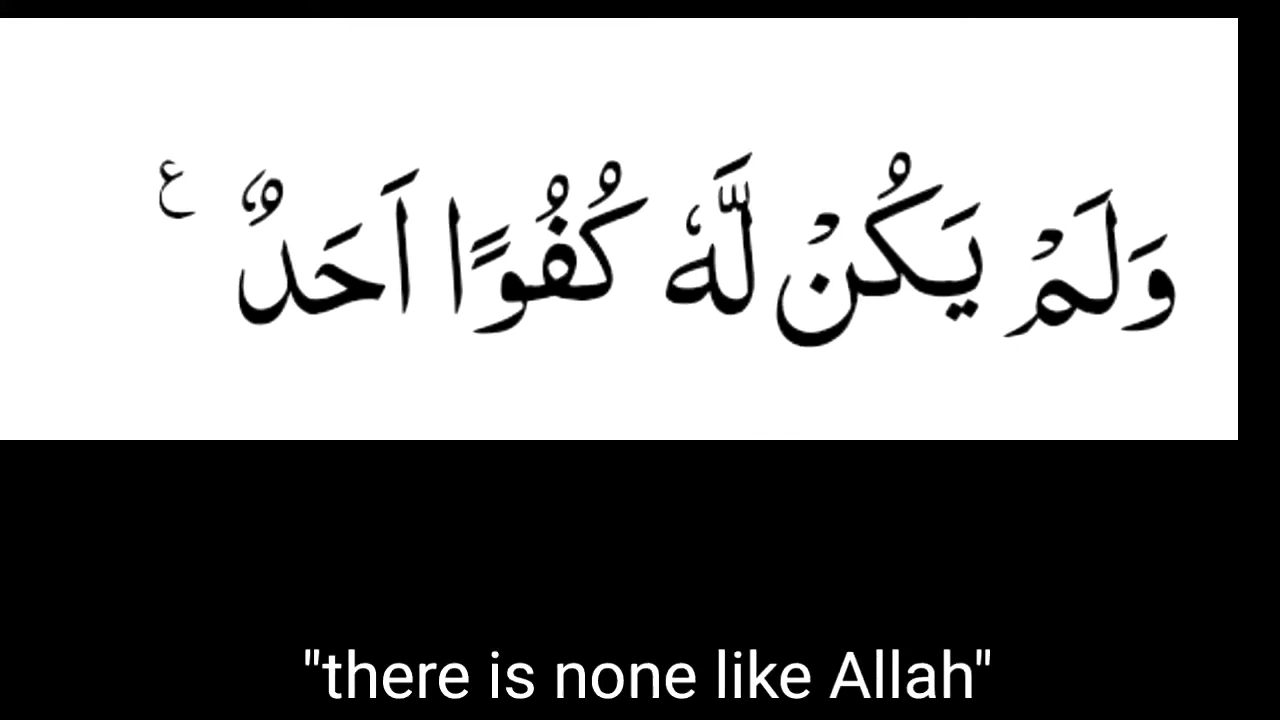 وَلَمْ يَكُنْ لَّهٗ كُفُوًا اَحَدٌ ع
"there is none like Allah"